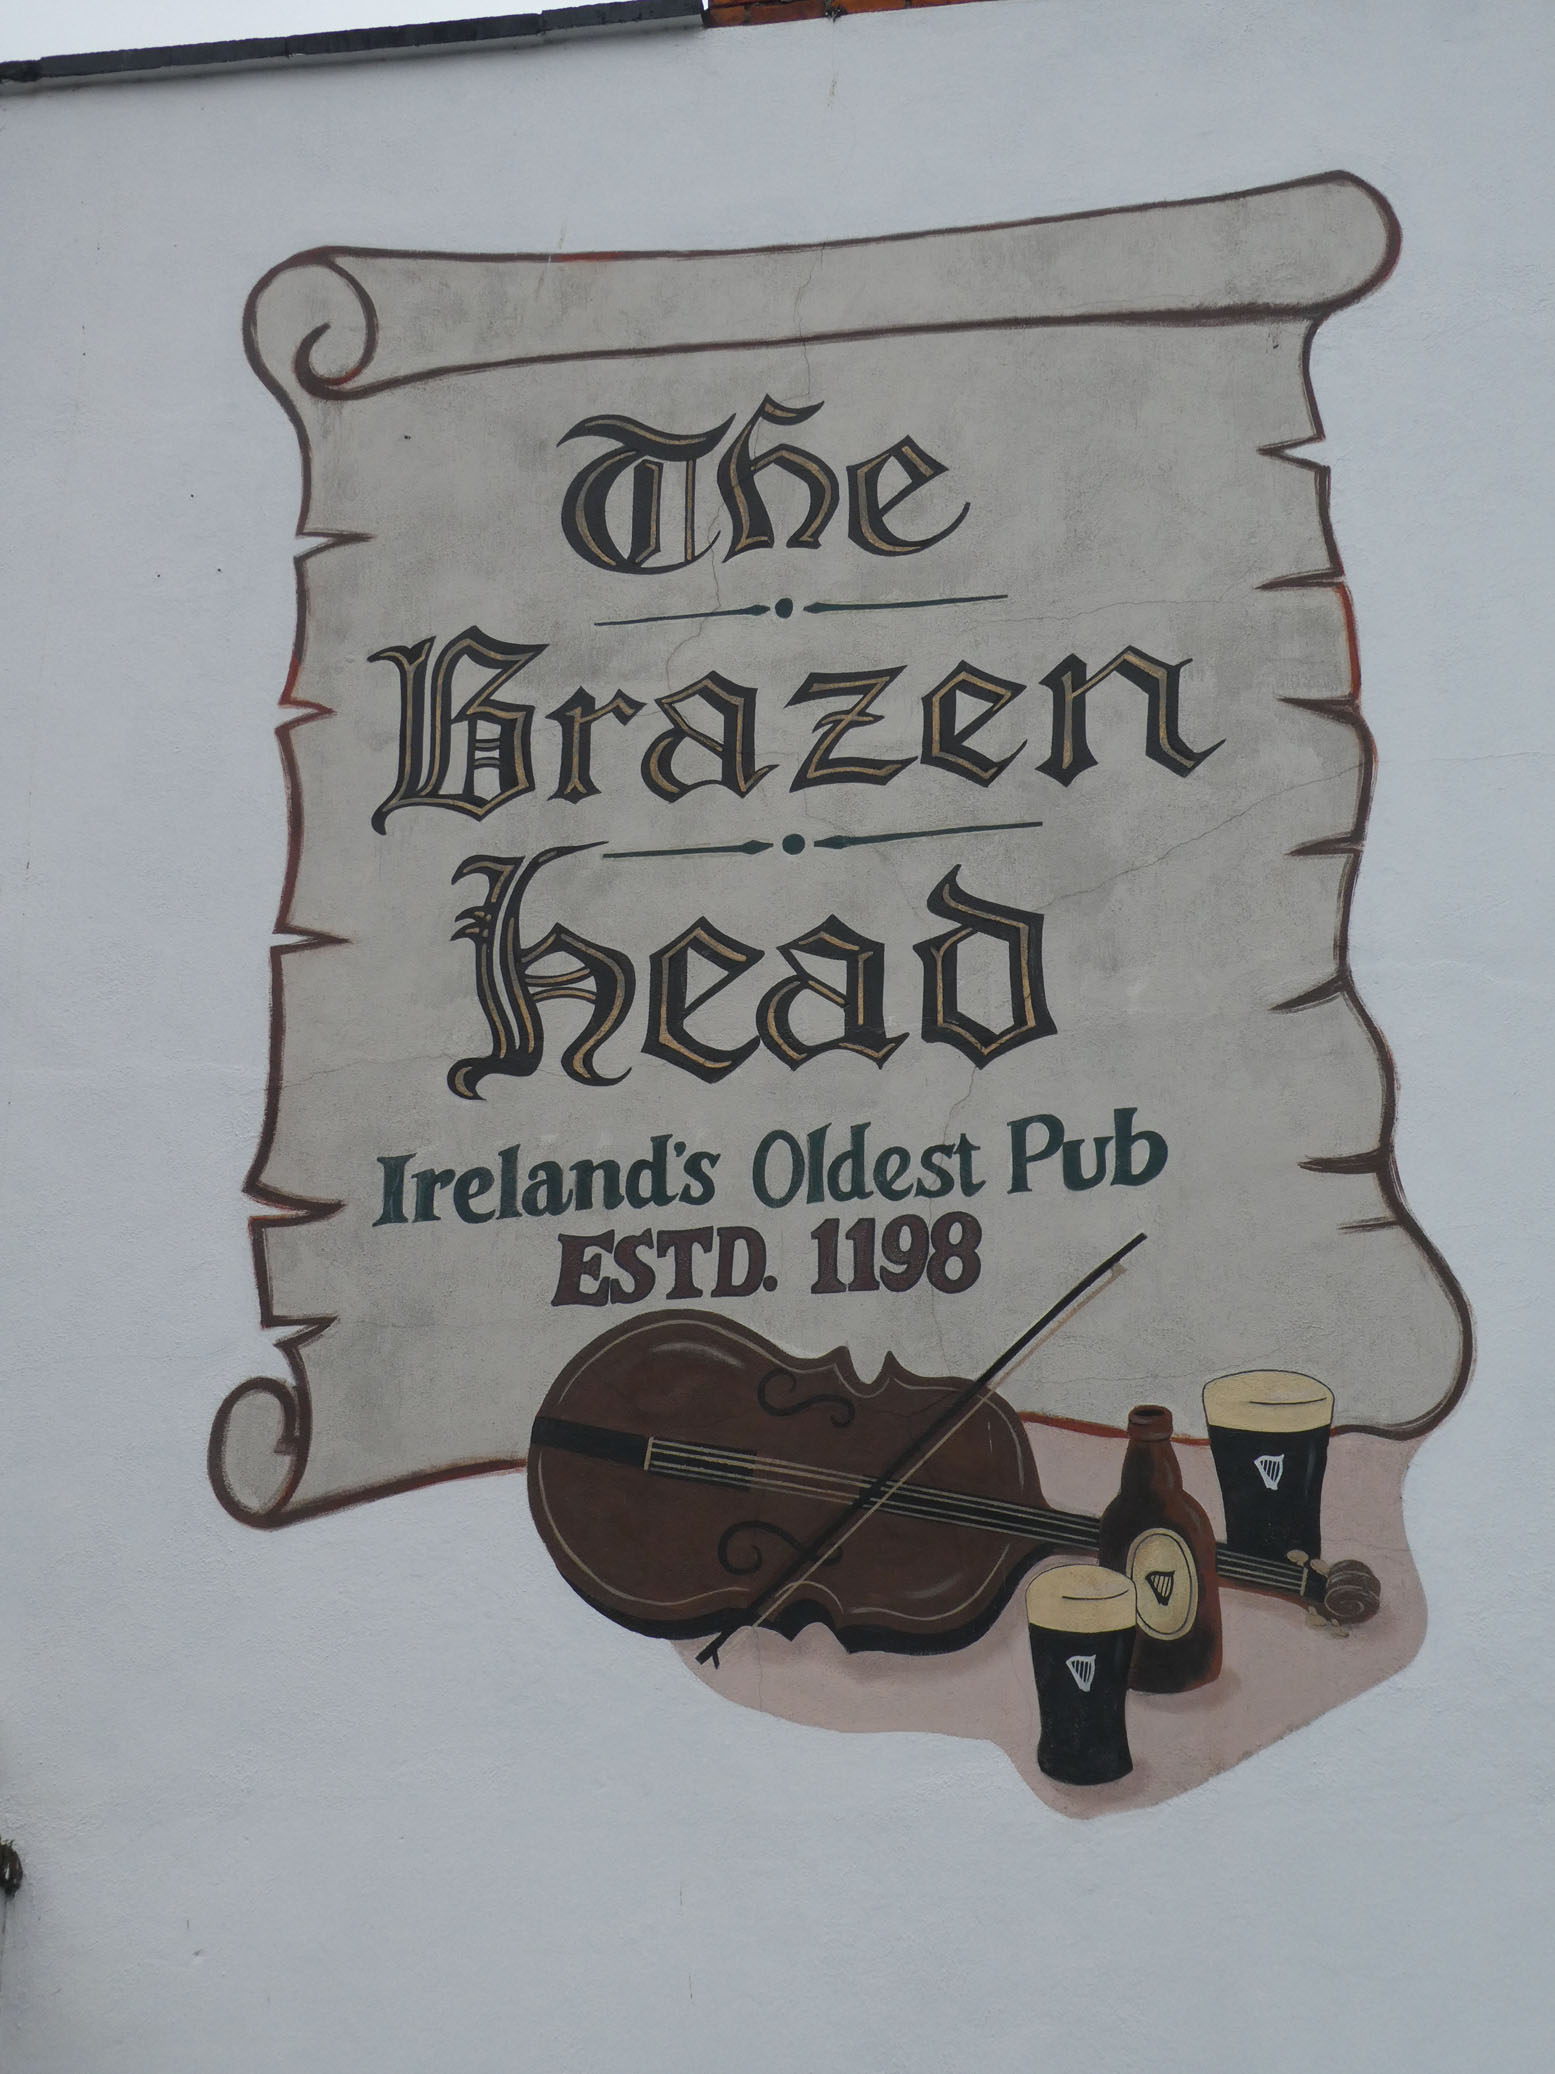 The
Brazen
head
Ireland's Oldest Pub
ESTD. 1198